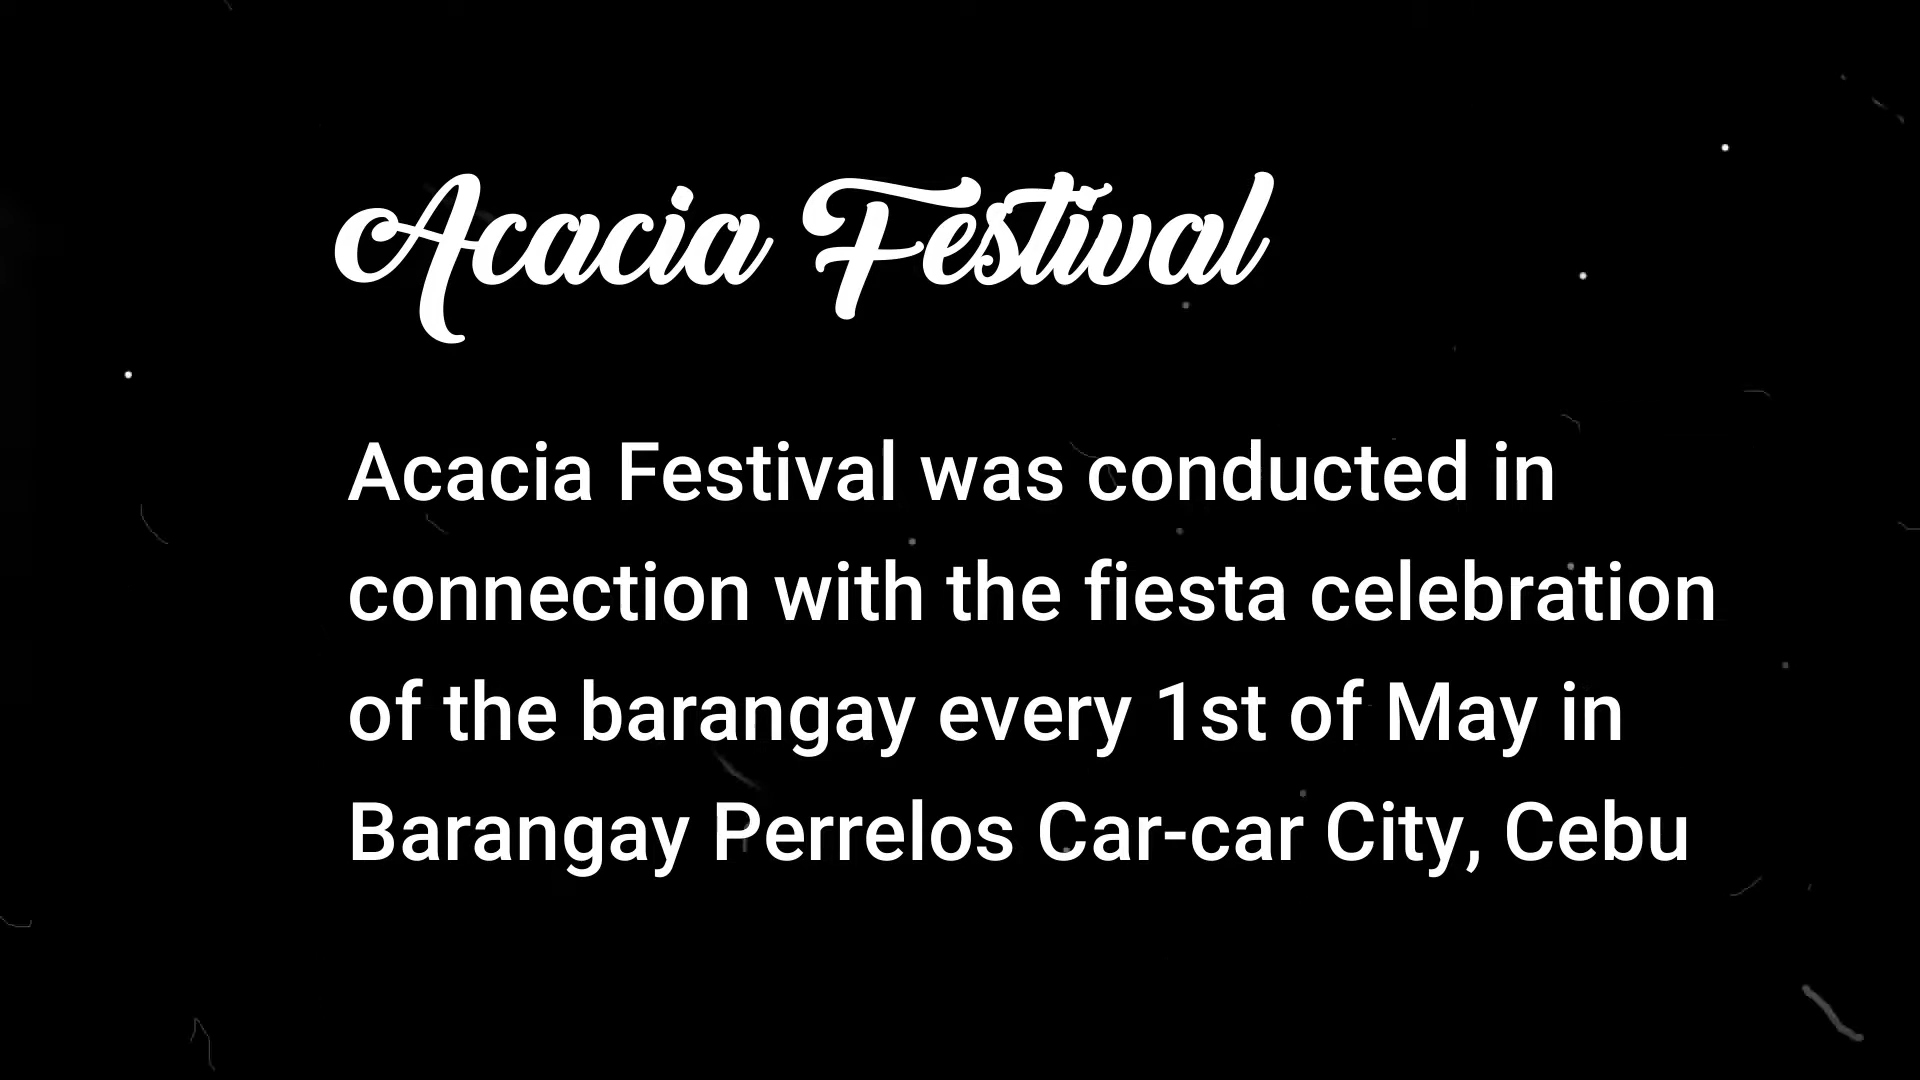 Acacia Festival
Acacia Festival was conducted in
connection with the fiesta celebration
of the barangay every 1st of May in
Barangay Perrelos Car-car City, Cebu